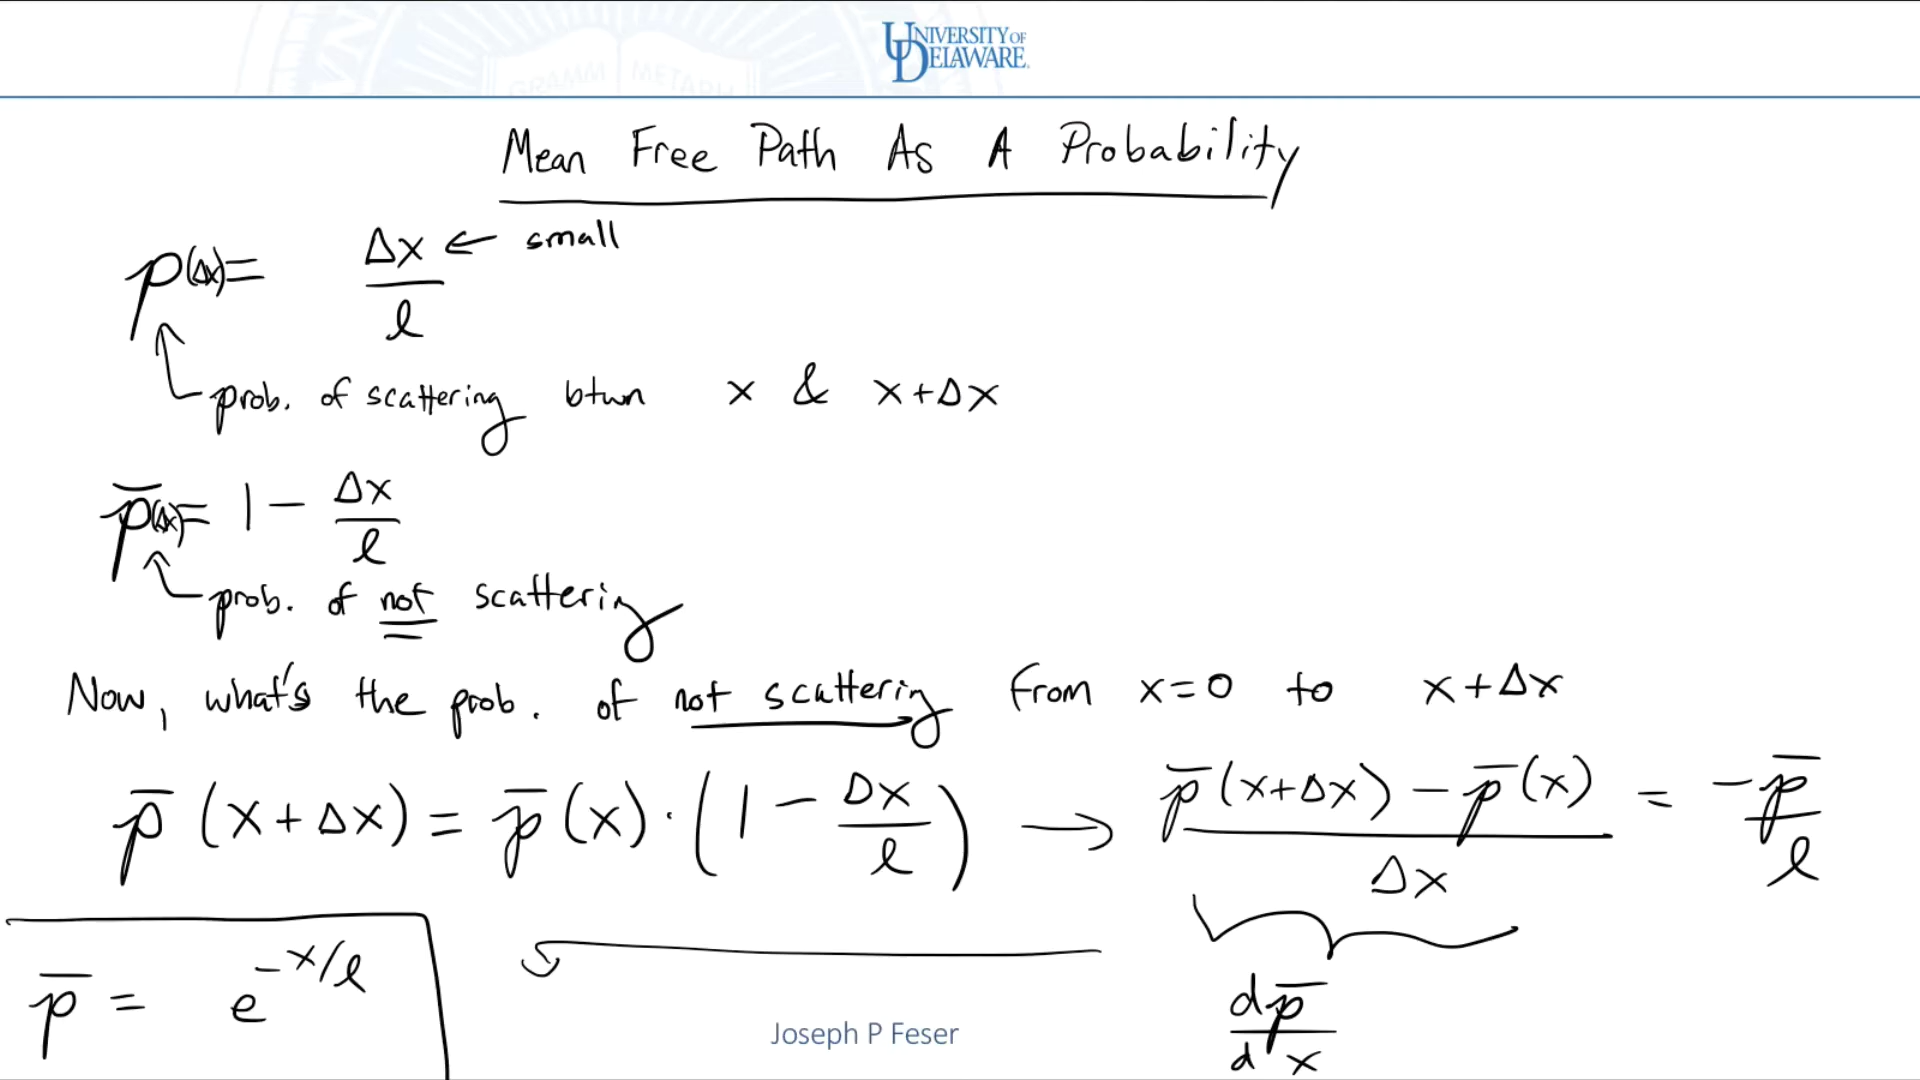 UNIVERSITY OF DELAWARE.
GRAMM METAPH
Mean Free Path As A Probability
p(Δx) = Δx/ℓ ← small
prob. of scattering btwn x & x+Δx
p̅(Δx) = 1 - Δx/ℓ
prob. of not scattering
Now, what's the prob. of not scattering from x=0 to x+Δx
p̅(x+Δx) = p̅(x)·(1 - Δx/ℓ) → (p̅(x+Δx) - p̅(x))/Δx = -p̅/ℓ
p̅ = e^(-x/ℓ)
dp̅/dx
Joseph P Feser